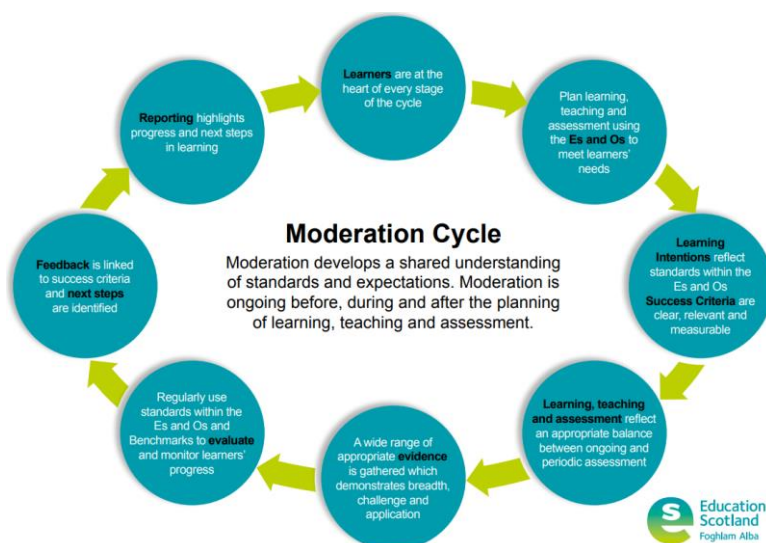 Learners are at the
heart of every stage
of the cycle
Plan learning,
teaching and
assessment using
the Es and Os to
meet learners'
needs
Learning
Intentions reflect
standards within the
Es and Os
Success Criteria are
clear, relevant and
measurable
Learning, teaching
and assessment reflect
an appropriate balance
between ongoing and
periodic assessment
A wide range of
appropriate evidence
is gathered which
demonstrates breadth,
challenge and
application
Regularly use
standards within the
Es and Os and
Benchmarks to evaluate
and monitor learners'
progress
Feedback is linked
to success criteria
and next steps
are identified
Reporting highlights
progress and next steps
in learning
Moderation Cycle
Moderation develops a shared understanding
of standards and expectations. Moderation is
ongoing before, during and after the planning
of learning, teaching and assessment.
Education
Scotland
Foghlam Alba